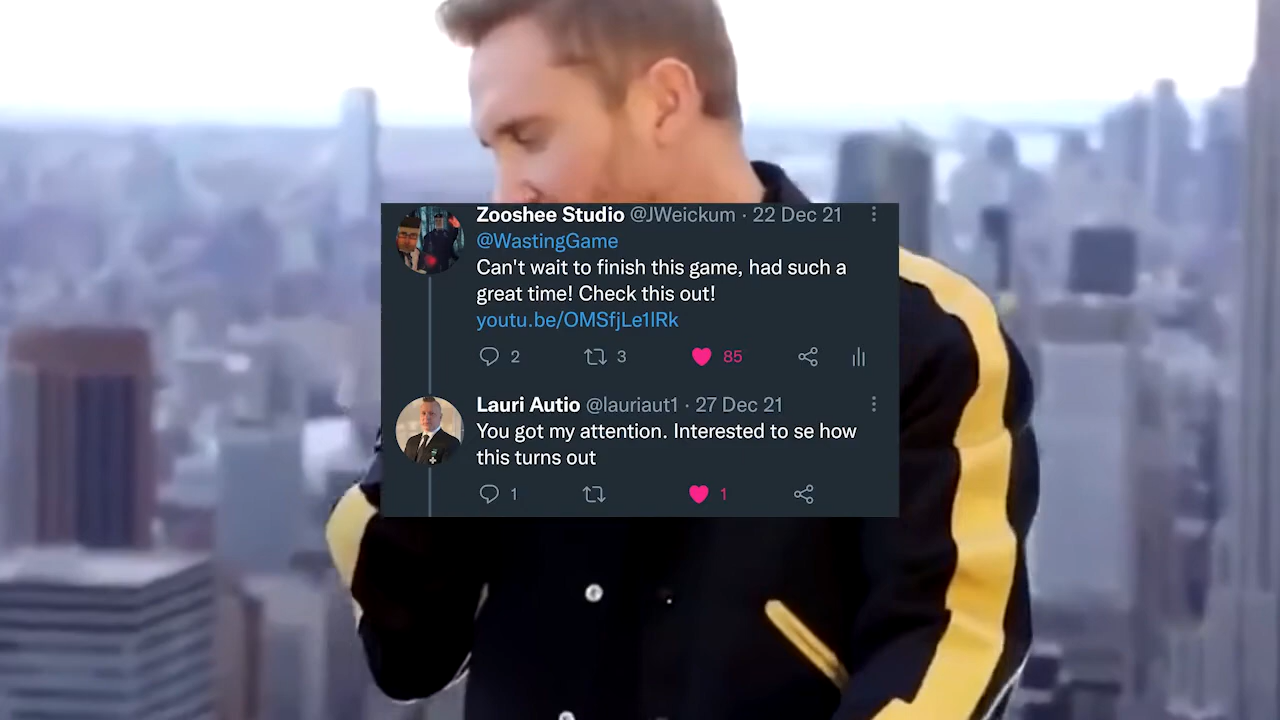 Zooshee Studio @JWeickum · 22 Dec 21
@WastingGame
Can't wait to finish this game, had such a
great time! Check this out!
youtu.be/OMSfjLe1lRk
2 3 85
Lauri Autio @lauriaut1 · 27 Dec 21
You got my attention. Interested to se how
this turns out
1 1